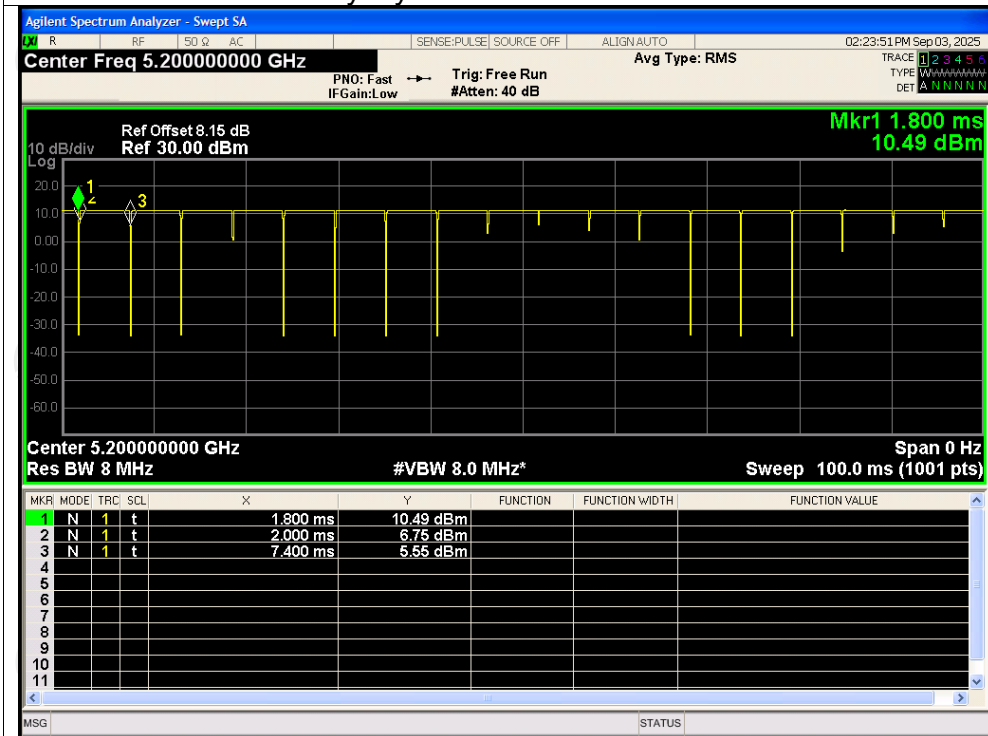 Agilent Spectrum Analyzer - Swept SA
LXI R RF 50 Ω AC SENSE:PULSE SOURCE OFF ALIGN AUTO 02:23:51 PM Sep 03, 2025
Center Freq 5.200000000 GHz
PNO: Fast
IFGain:Low
Trig: Free Run
#Atten: 40 dB
Avg Type: RMS
TRACE 1 2 3 4 5 6
TYPE
DET A N N N N N
Ref Offset 8.15 dB
10 dB/div Ref 30.00 dBm
Log
Mkr1 1.800 ms
10.49 dBm
20.0
10.0
0.00
-10.0
-20.0
-30.0
-40.0
-50.0
-60.0
1
2
3
Center 5.200000000 GHz Span 0 Hz
Res BW 8 MHz #VBW 8.0 MHz* Sweep 100.0 ms (1001 pts)
MKR MODE TRC SCL X Y FUNCTION FUNCTION WIDTH FUNCTION VALUE
1 N 1 t 1.800 ms 10.49 dBm
2 N 1 t 2.000 ms 6.75 dBm
3 N 1 t 7.400 ms 5.55 dBm
4
5
6
7
8
9
10
11
MSG STATUS